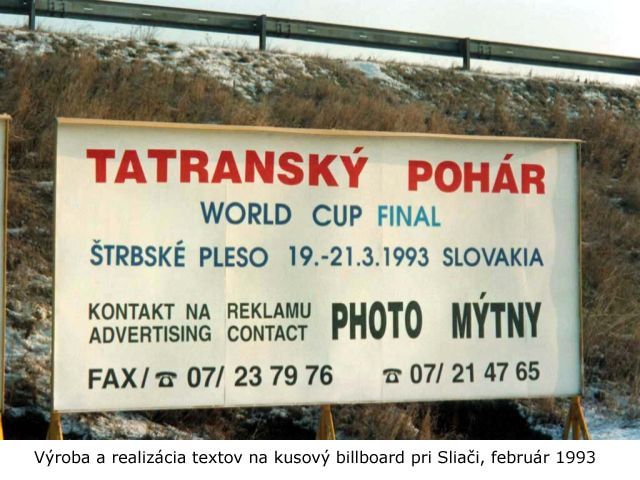 TATRANSKÝ POHÁR
WORLD CUP FINAL
ŠTRBSKÉ PLESO 19.-21.3.1993 SLOVAKIA
KONTAKT NA REKLAMU
ADVERTISING CONTACT
PHOTO MÝTNY
FAX/☎ 07/ 23 79 76 ☎ 07/ 21 47 65
Výroba a realizácia textov na kusový billboard pri Sliači, február 1993